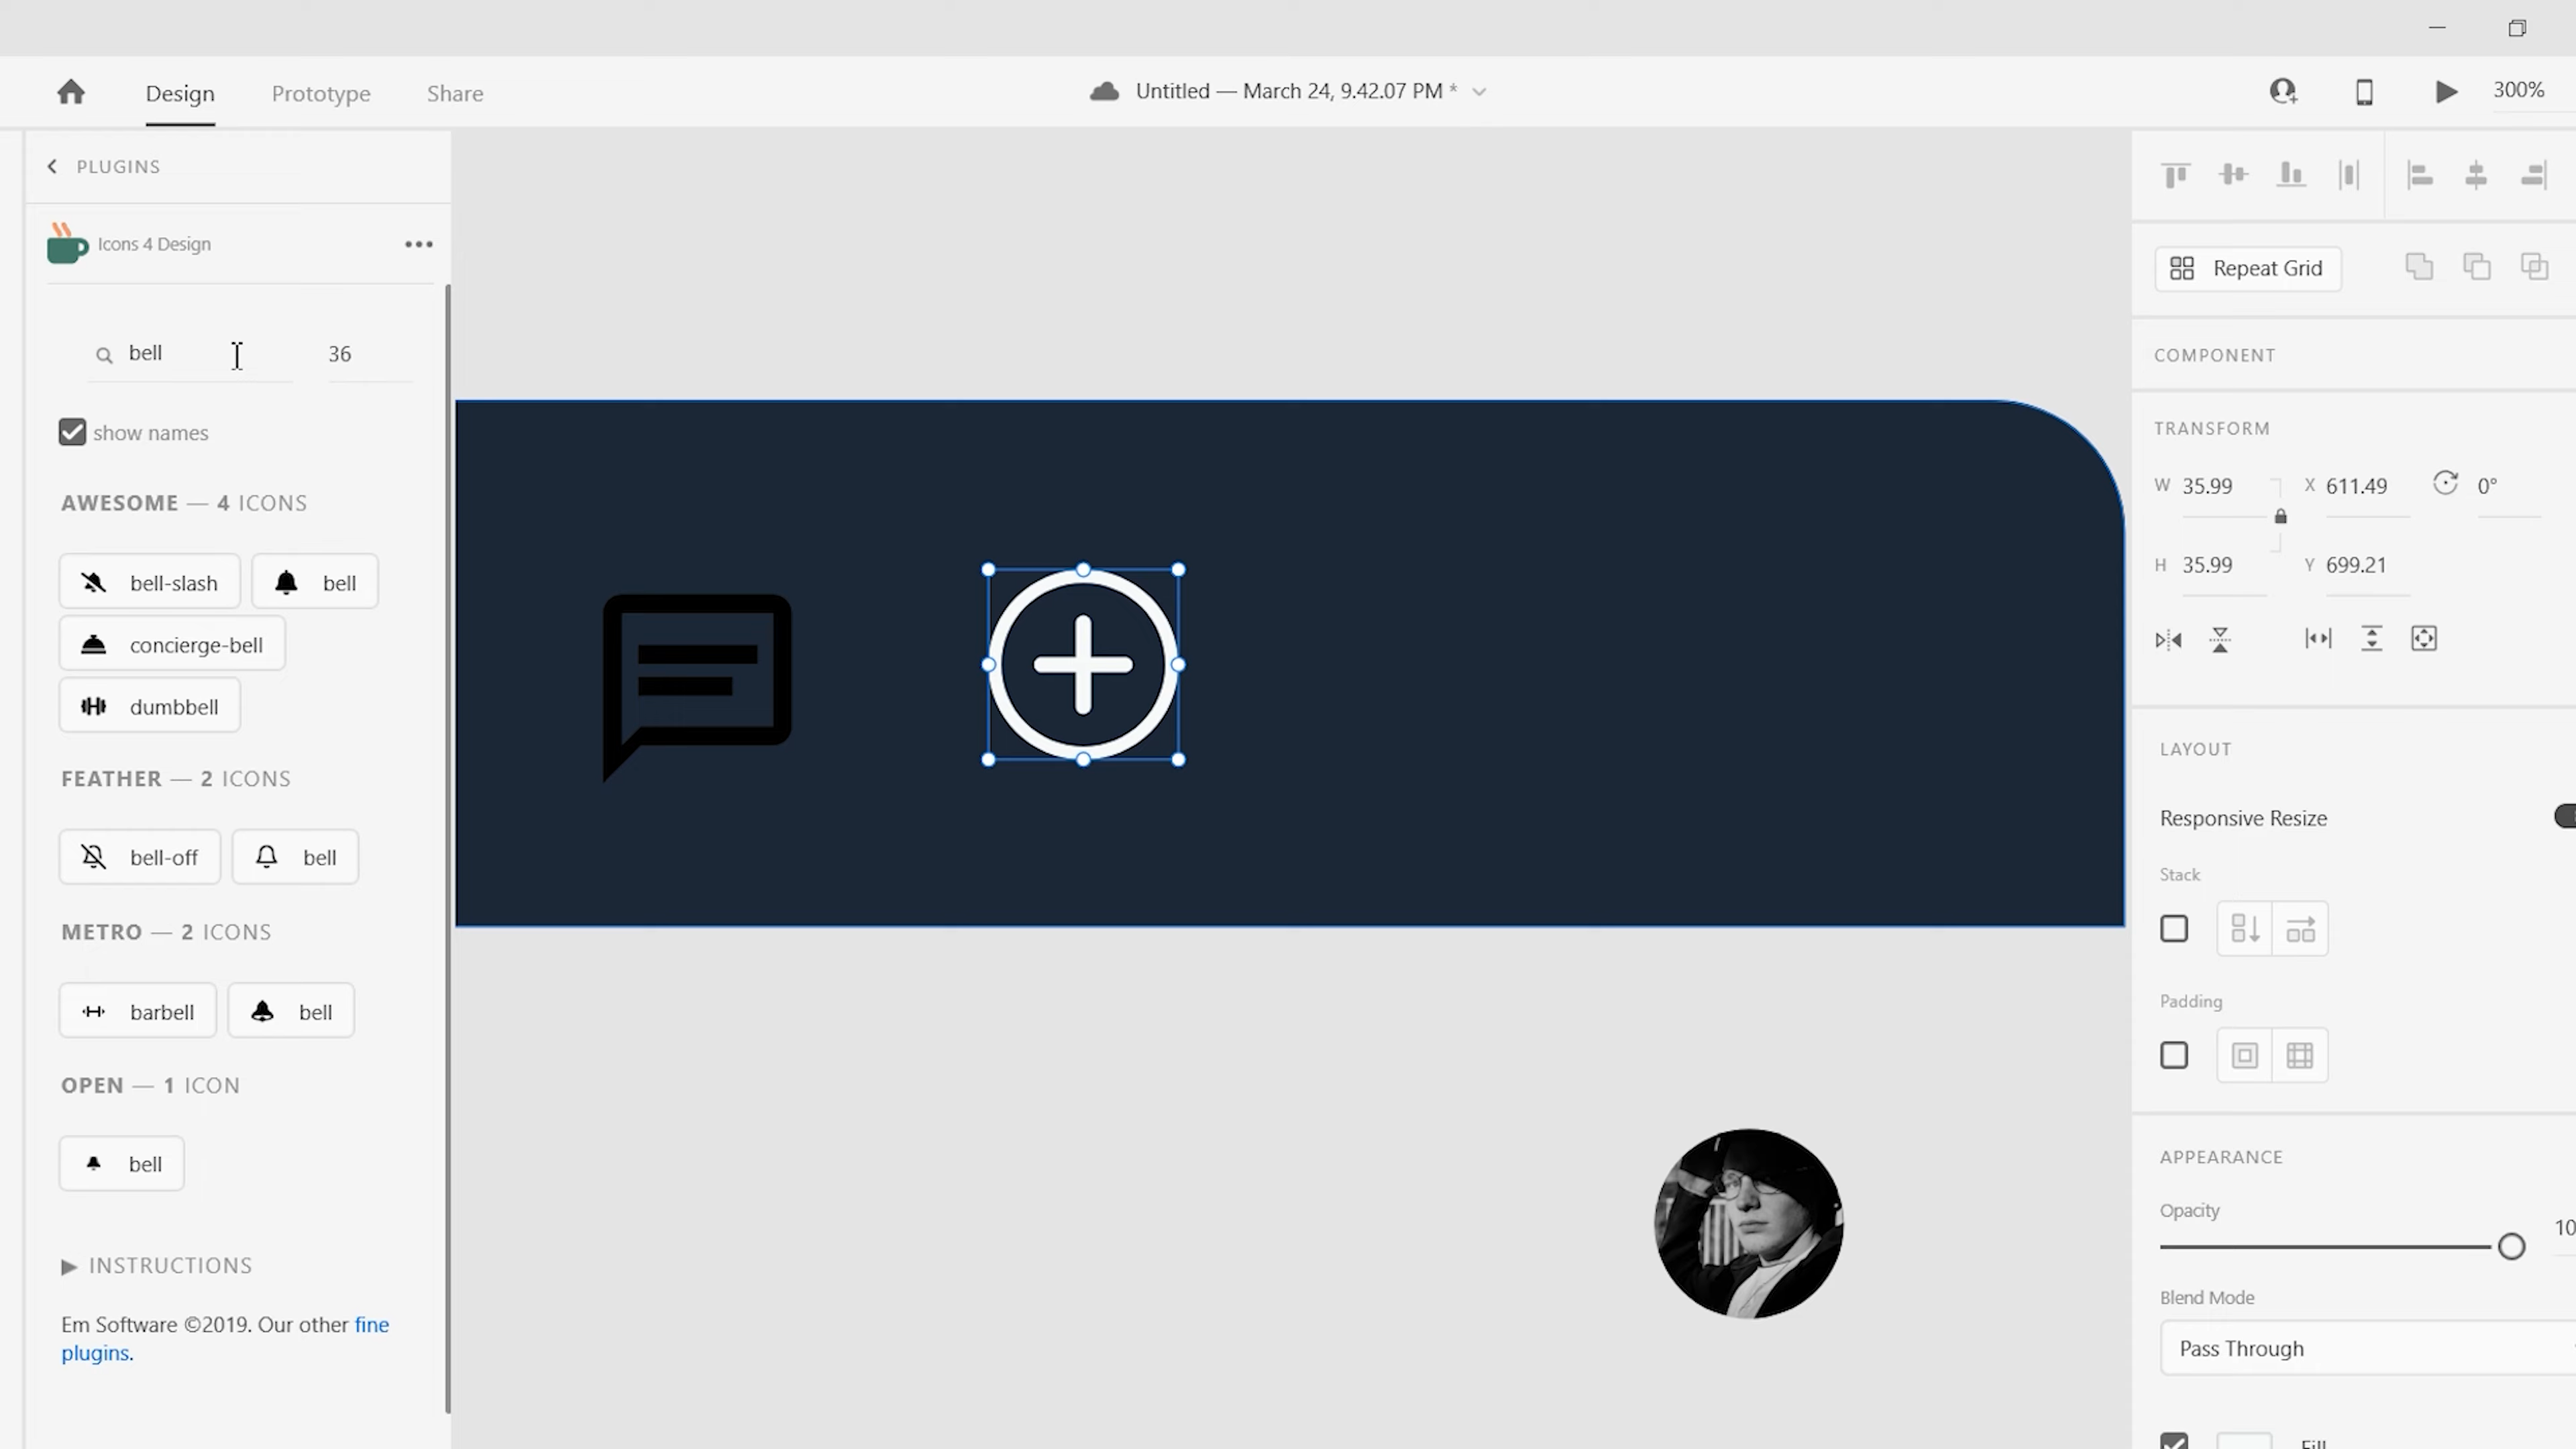 Design
Prototype
Share
Untitled — March 24, 9.42.07 PM *
300%
PLUGINS
Icons 4 Design
bell
36
show names
AWESOME — 4 ICONS
bell-slash
bell
concierge-bell
dumbbell
FEATHER — 2 ICONS
bell-off
bell
METRO — 2 ICONS
barbell
bell
OPEN — 1 ICON
bell
INSTRUCTIONS
Em Software ©2019. Our other fine
plugins.
Repeat Grid
COMPONENT
TRANSFORM
W 35.99
X 611.49
0°
H 35.99
Y 699.21
LAYOUT
Responsive Resize
Stack
Padding
APPEARANCE
Opacity
Blend Mode
Pass Through
Fill